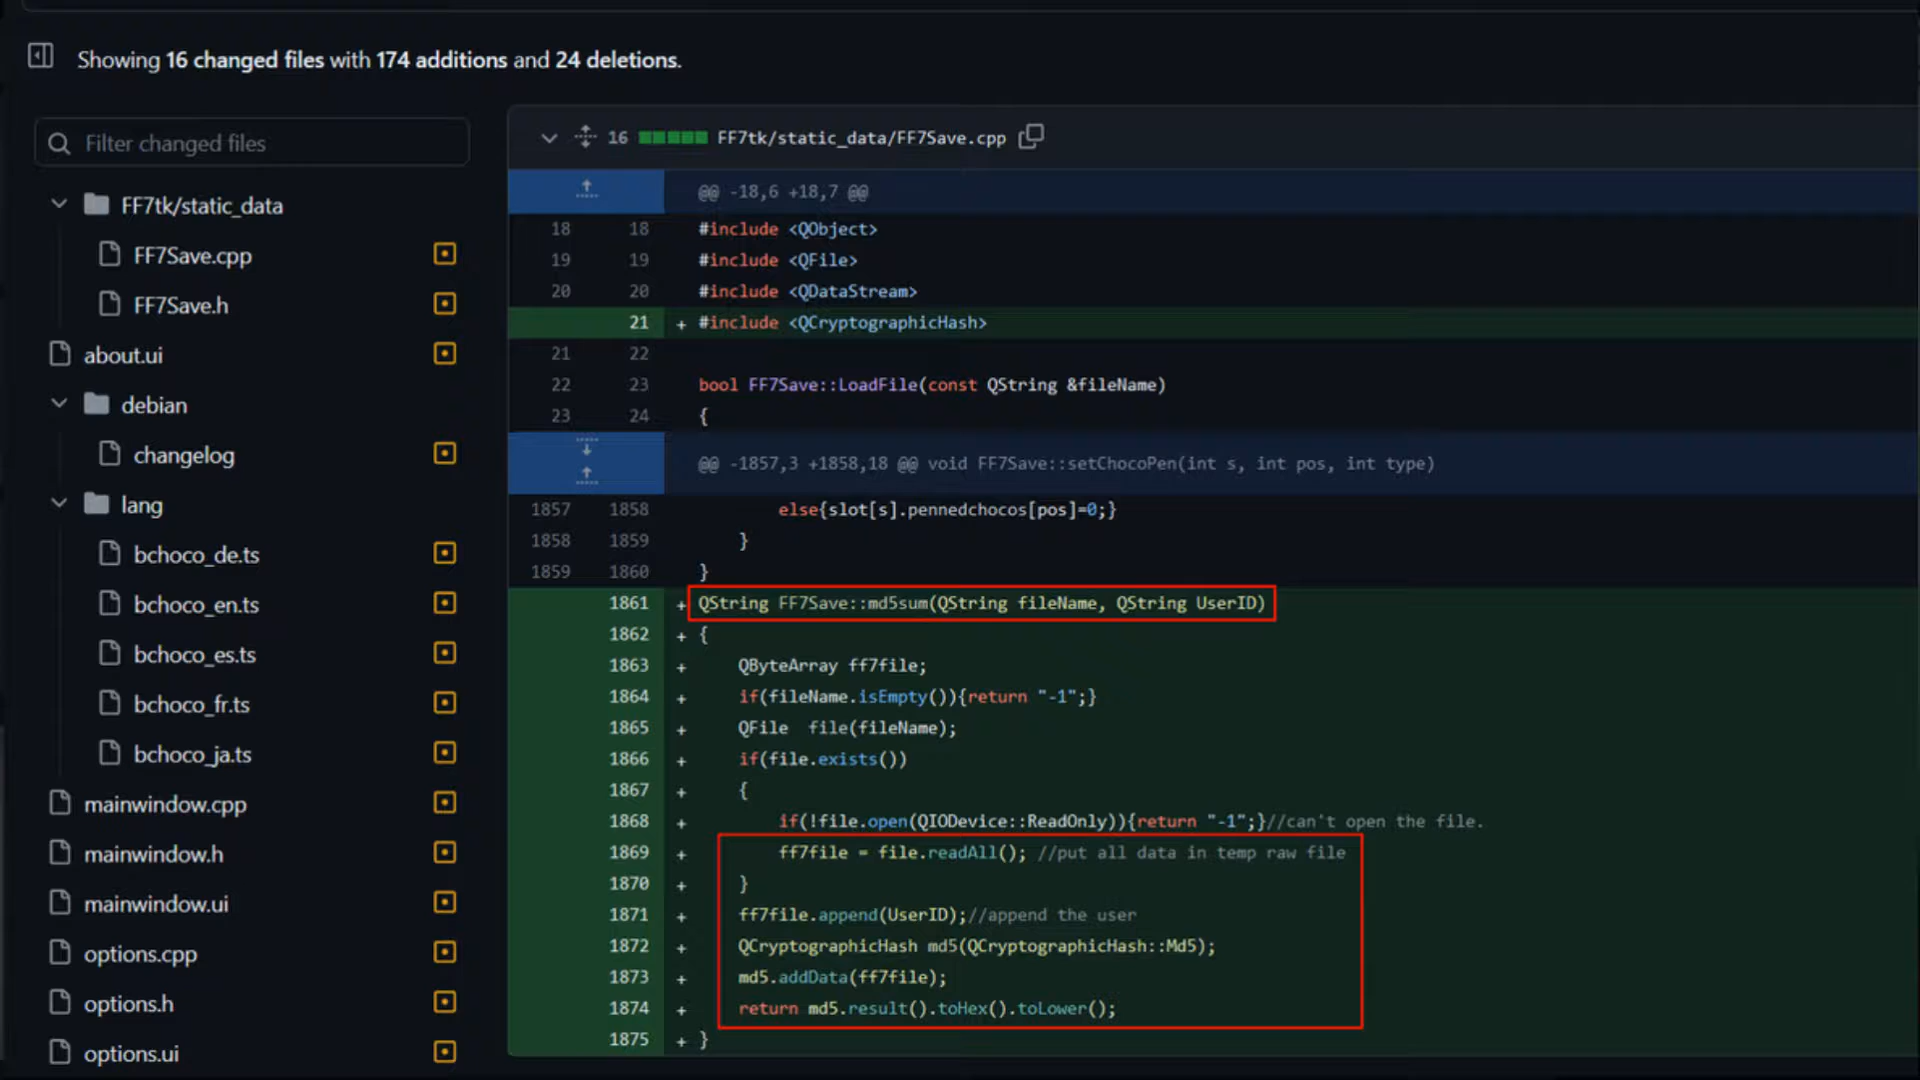 Showing 16 changed files with 174 additions and 24 deletions.
Filter changed files
FF7tk/static_data
FF7Save.cpp
FF7Save.h
about.ui
debian
changelog
lang
bchoco_de.ts
bchoco_en.ts
bchoco_es.ts
bchoco_fr.ts
bchoco_ja.ts
mainwindow.cpp
mainwindow.h
mainwindow.ui
options.cpp
options.h
options.ui
16 FF7tk/static_data/FF7Save.cpp
@@ -18,6 +18,7 @@
18 18 #include <QObject>
19 19 #include <QFile>
20 20 #include <QDataStream>
21 + #include <QCryptographicHash>
21 22
22 23 bool FF7Save::LoadFile(const QString &fileName)
23 24 {
@@ -1857,3 +1858,18 @@ void FF7Save::setChocoPen(int s, int pos, int type)
1857 1858 else{slot[s].pennedchocos[pos]=0;}
1858 1859 }
1859 1860 }
1861 + QString FF7Save::md5sum(QString fileName, QString UserID)
1862 + {
1863 + QByteArray ff7file;
1864 + if(fileName.isEmpty()){return "-1";}
1865 + QFile file(fileName);
1866 + if(file.exists())
1867 + {
1868 + if(!file.open(QIODevice::ReadOnly)){return "-1";}//can't open the file.
1869 + ff7file = file.readAll(); //put all data in temp raw file
1870 + }
1871 + ff7file.append(UserID);//append the user
1872 + QCryptographicHash md5(QCryptographicHash::Md5);
1873 + md5.addData(ff7file);
1874 + return md5.result().toHex().toLower();
1875 + }